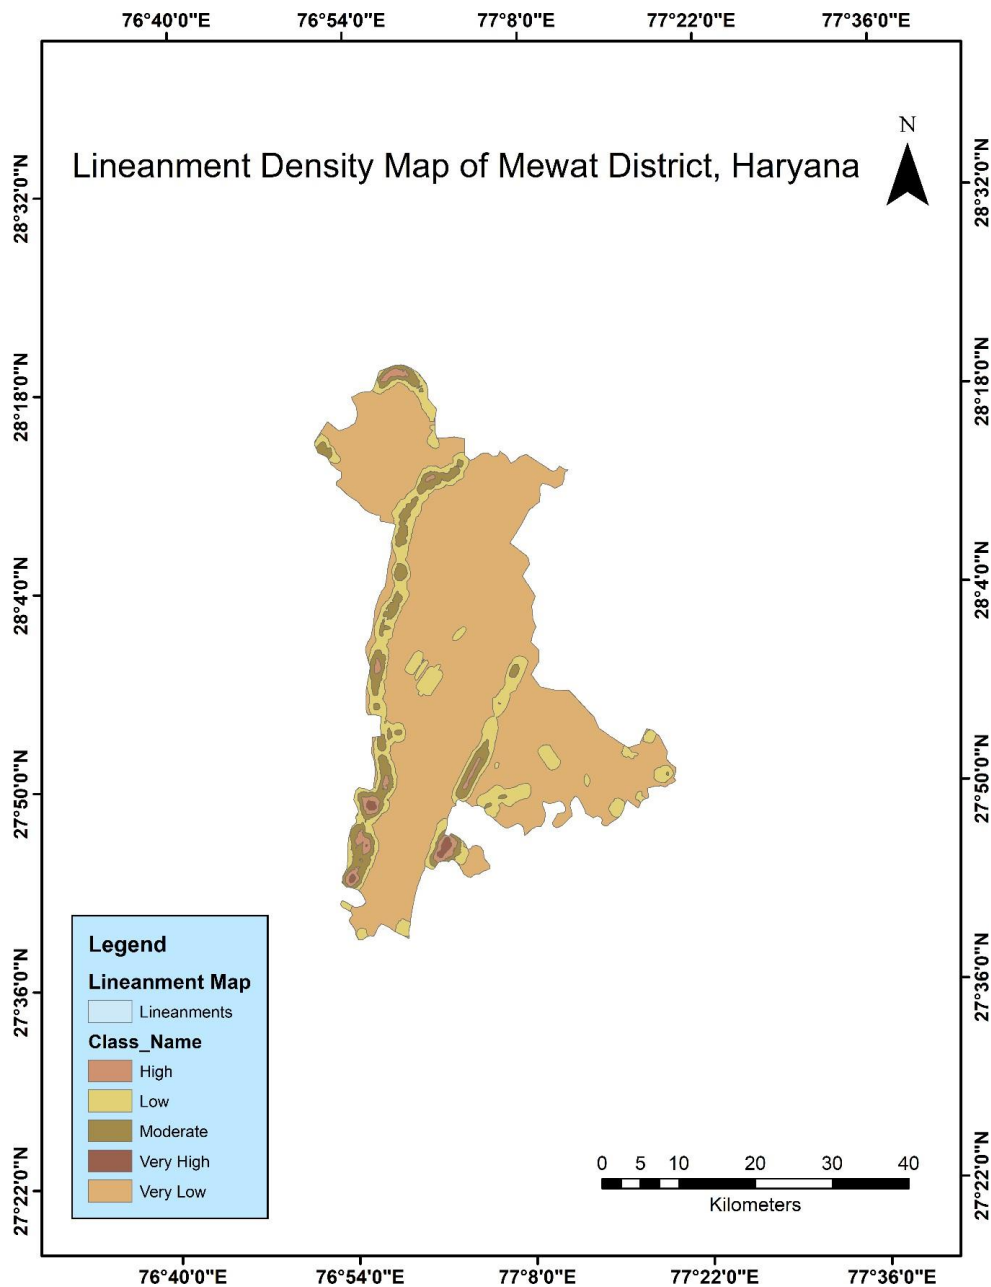 76°40'0"E 76°54'0"E 77°8'0"E 77°22'0"E 77°36'0"E
N
Lineanment Density Map of Mewat District, Haryana
28°32'0"N 28°32'0"N
28°18'0"N 28°18'0"N
28°4'0"N 28°4'0"N
27°50'0"N 27°50'0"N
27°36'0"N 27°36'0"N
27°22'0"N 27°22'0"N
Legend
Lineanment Map
Lineanments
Class_Name
High
Low
Moderate
Very High
Very Low
0 5 10 20 30 40
Kilometers
76°40'0"E 76°54'0"E 77°8'0"E 77°22'0"E 77°36'0"E